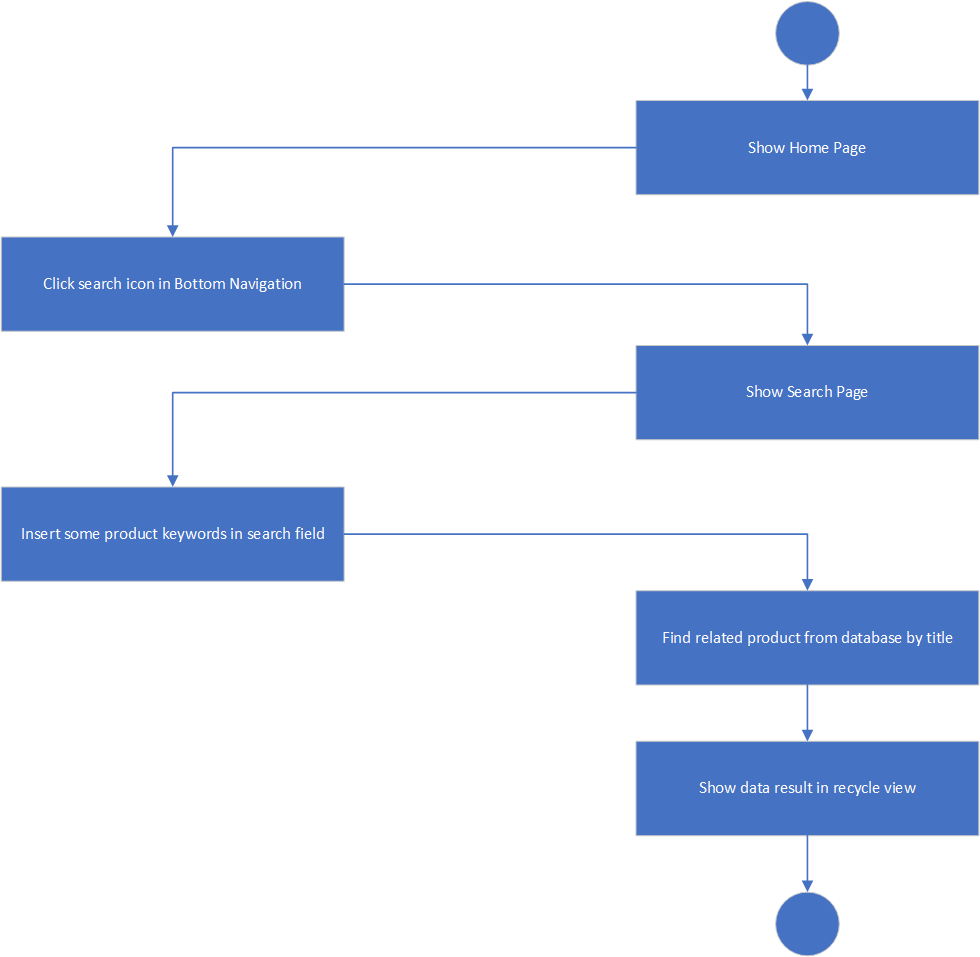 Show Home Page
Click search icon in Bottom Navigation
Show Search Page
Insert some product keywords in search field
Find related product from database by title
Show data result in recycle view